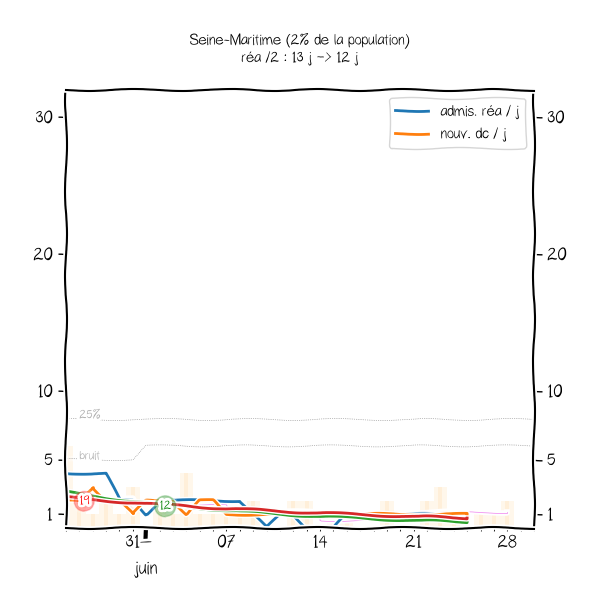 Seine-Maritime (2% de la population)
réa /2 : 13 j -> 12 j
admis. réa / j
nouv. dc / j
30 30
20 20
10 10
25%
bruit
5 5
19 12
1 1
31 07 14 21 28
juin